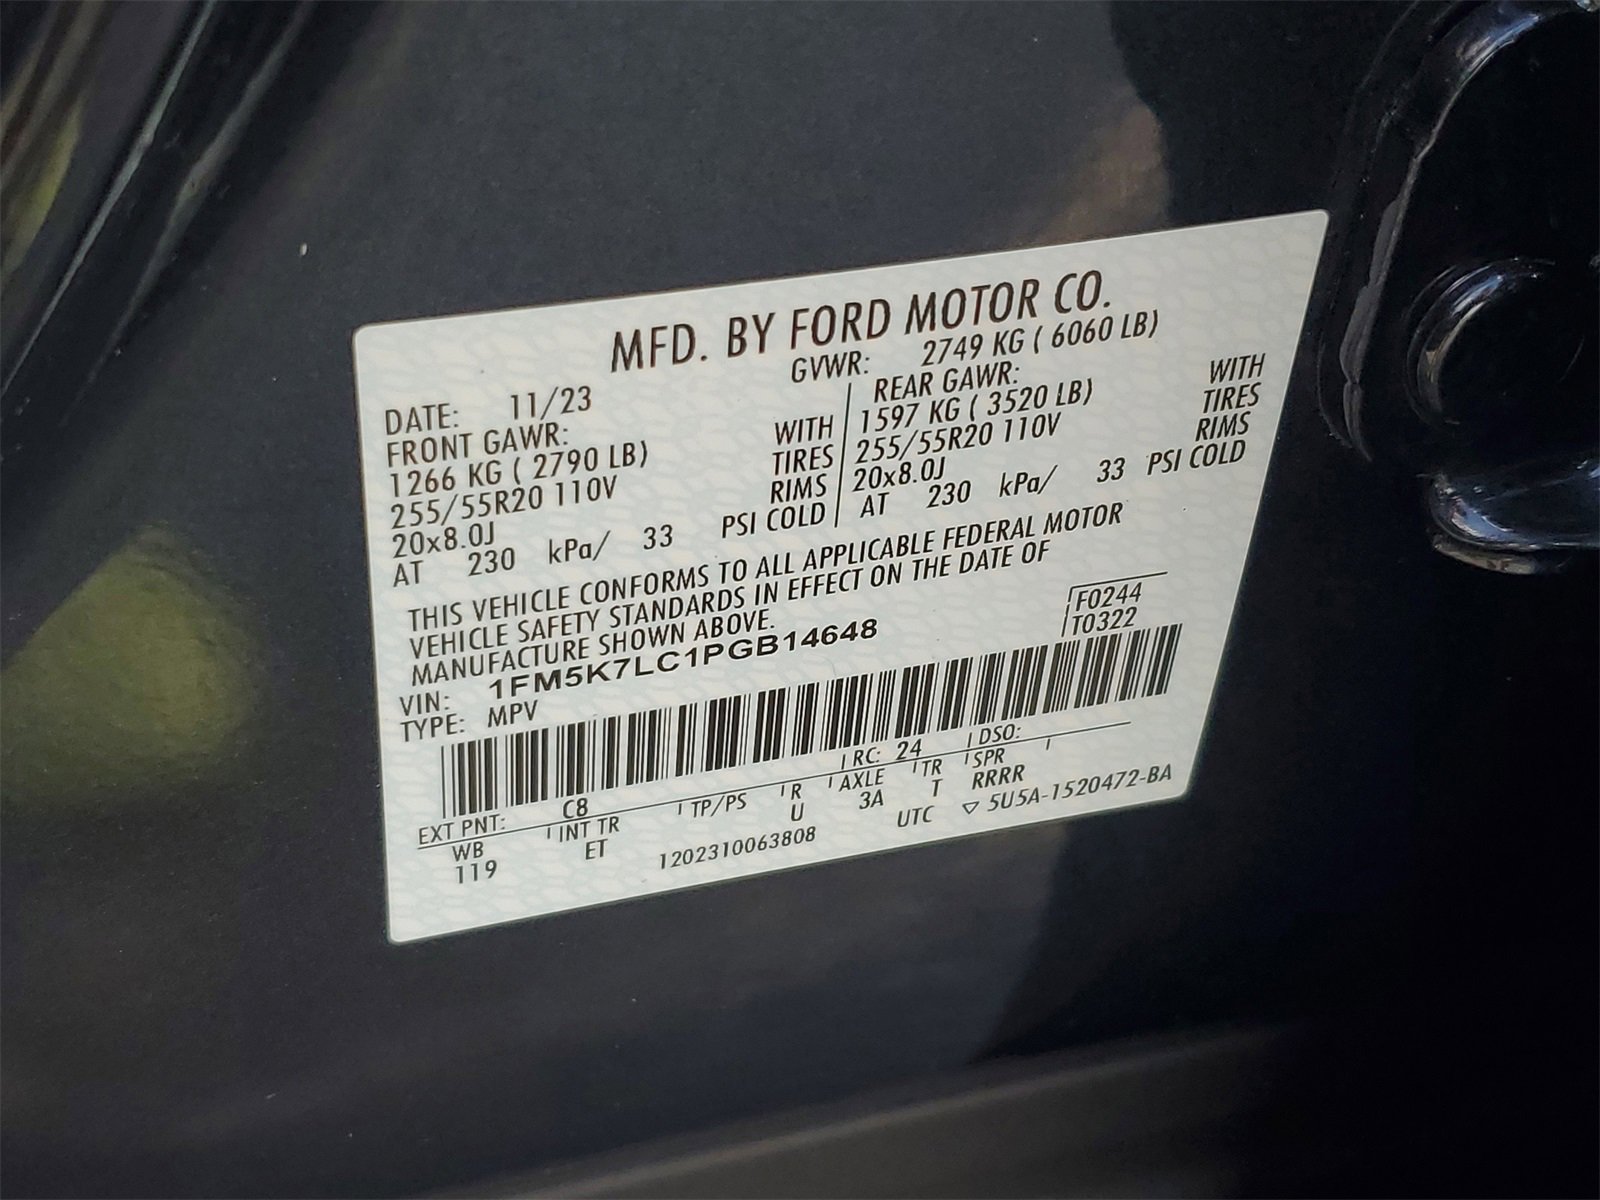 MFD. BY FORD MOTOR CO.
DATE: 11/23 GVWR: 2749 KG ( 6060 LB)
FRONT GAWR: REAR GAWR:
1266 KG ( 2790 LB) WITH 1597 KG ( 3520 LB) WITH
255/55R20 110V TIRES 255/55R20 110V TIRES
20x8.0J RIMS 20x8.0J RIMS
AT 230 kPa/ 33 PSI COLD AT 230 kPa/ 33 PSI COLD
THIS VEHICLE CONFORMS TO ALL APPLICABLE FEDERAL MOTOR
VEHICLE SAFETY STANDARDS IN EFFECT ON THE DATE OF
MANUFACTURE SHOWN ABOVE.
VIN: 1FM5K7LC1PGB14648 F0244
TYPE: MPV T0322
EXT PNT: C8 RC: 24 DSO:
WB INT TR TP/PS R AXLE TR SPR
119 ET U 3A T RRRR
1202310063808 UTC ▽ 5U5A-1520472-BA